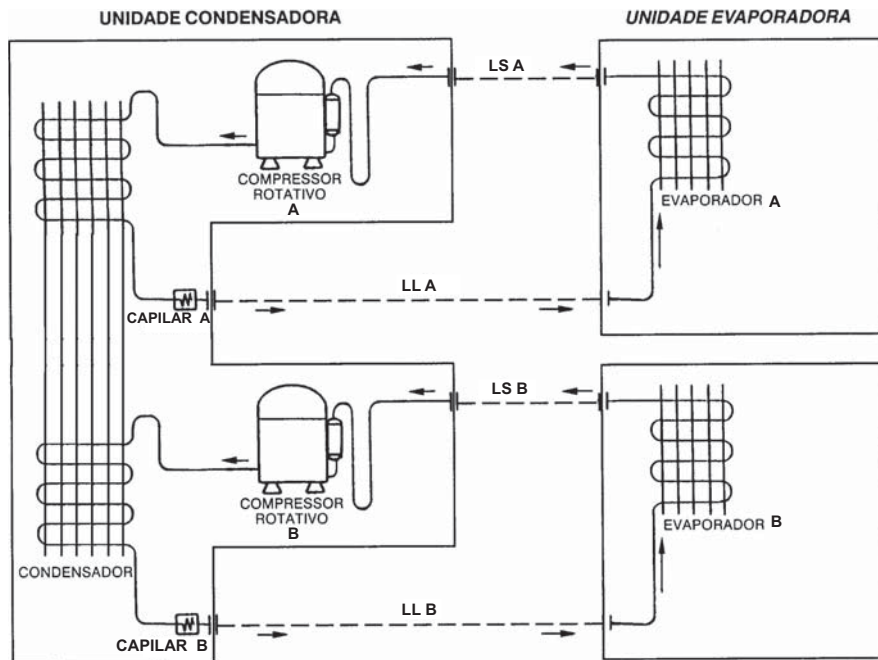 UNIDADE CONDENSADORA
UNIDADE EVAPORADORA
LS A
COMPRESSOR
ROTATIVO
A
EVAPORADOR A
LL A
CAPILAR A
LS B
COMPRESSOR
ROTATIVO
B
EVAPORADOR B
CONDENSADOR
LL B
CAPILAR B